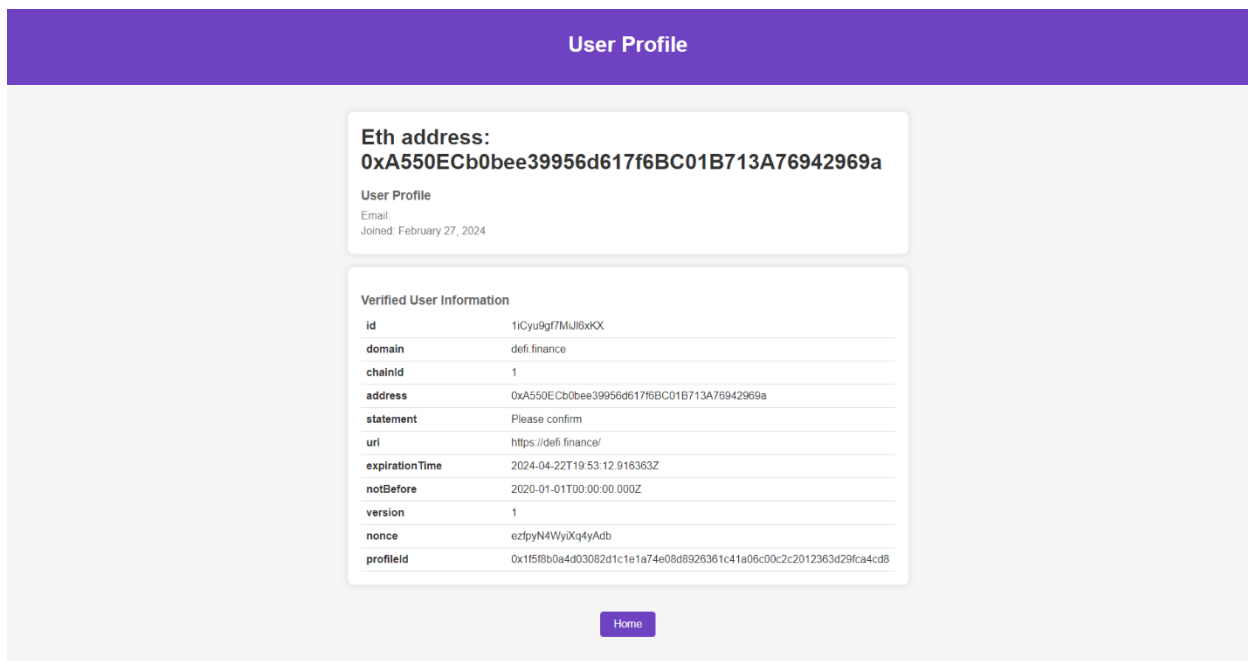 User Profile
Eth address:
0xA550ECb0bee39956d617f6BC01B713A76942969a
User Profile
Email:
Joined: February 27, 2024
Verified User Information
id 1iCyu9gf7MiJl6xKX
domain defi.finance
chainId 1
address 0xA550ECb0bee39956d617f6BC01B713A76942969a
statement Please confirm
uri https://defi.finance/
expirationTime 2024-04-22T19:53:12.916363Z
notBefore 2020-01-01T00:00:00.000Z
version 1
nonce ezfpyN4WyiXq4yAdb
profileId 0x1f5f8b0a4d03082d1c1e1a74e08d8926361c41a06c00c2c2012363d29fca4cd8
Home